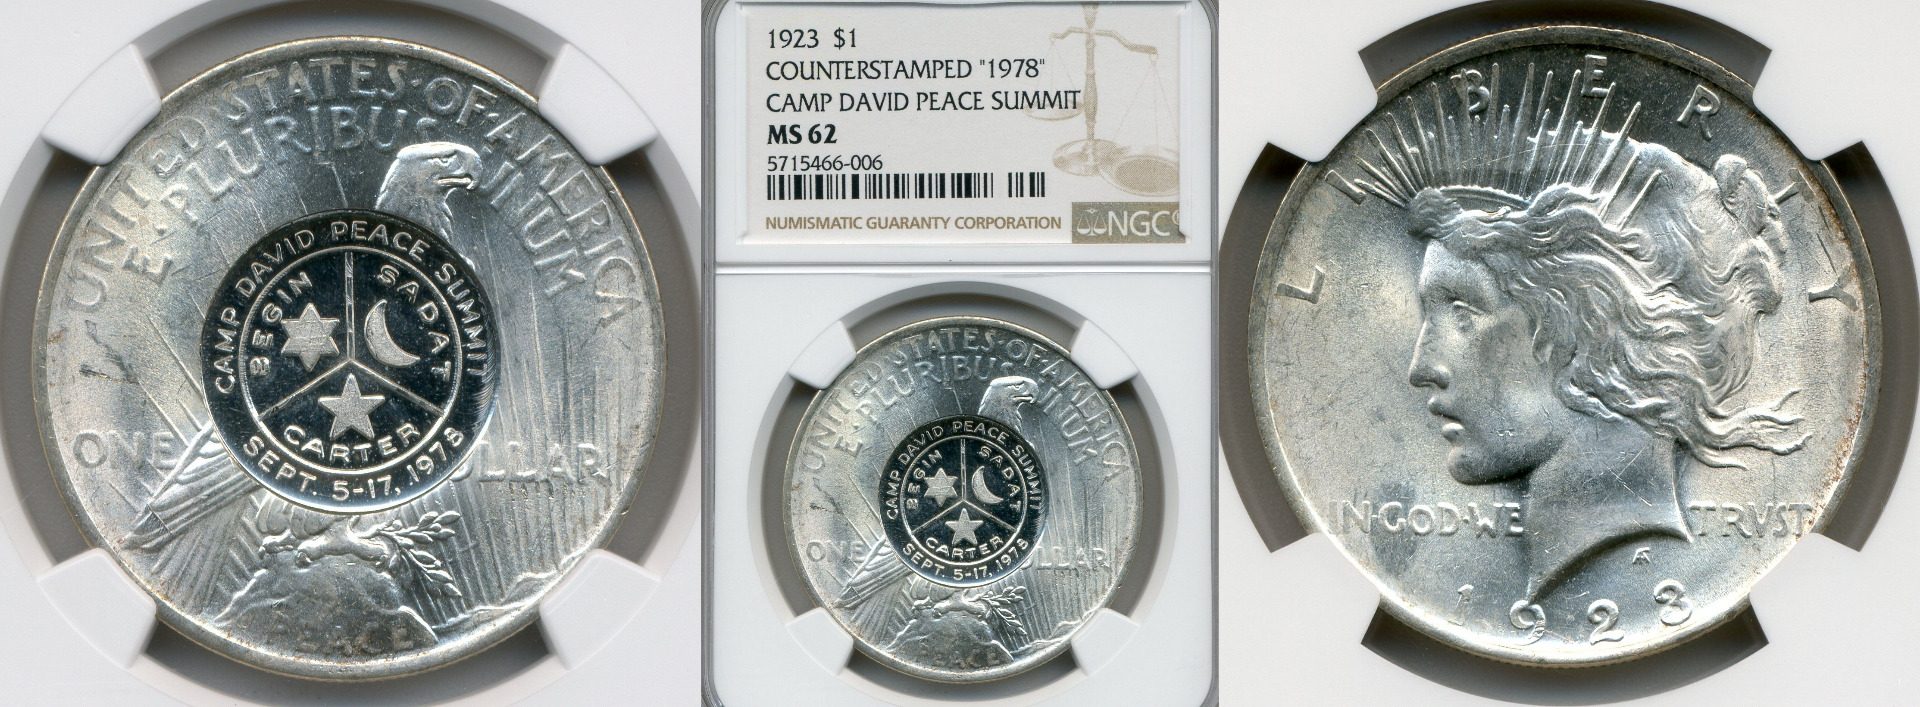 UNITED STATES·OF·AMERICA
E·PLURIBUS UNUM
CAMP DAVID PEACE SUMMIT
BEGIN
SADAT
CARTER
SEPT. 5-17, 1978
ONE DOLLAR
PEACE
1923 $1
COUNTERSTAMPED "1978"
CAMP DAVID PEACE SUMMIT
MS 62
5715466-006
NUMISMATIC GUARANTY CORPORATION
NGC
UNITED STATES·OF·AMERICA
E·PLURIBUS UNUM
CAMP DAVID PEACE SUMMIT
BEGIN
SADAT
CARTER
SEPT. 5-17, 1978
ONE DOLLAR
PEACE
LIBERTY
IN·GOD·WE TRVST
1923